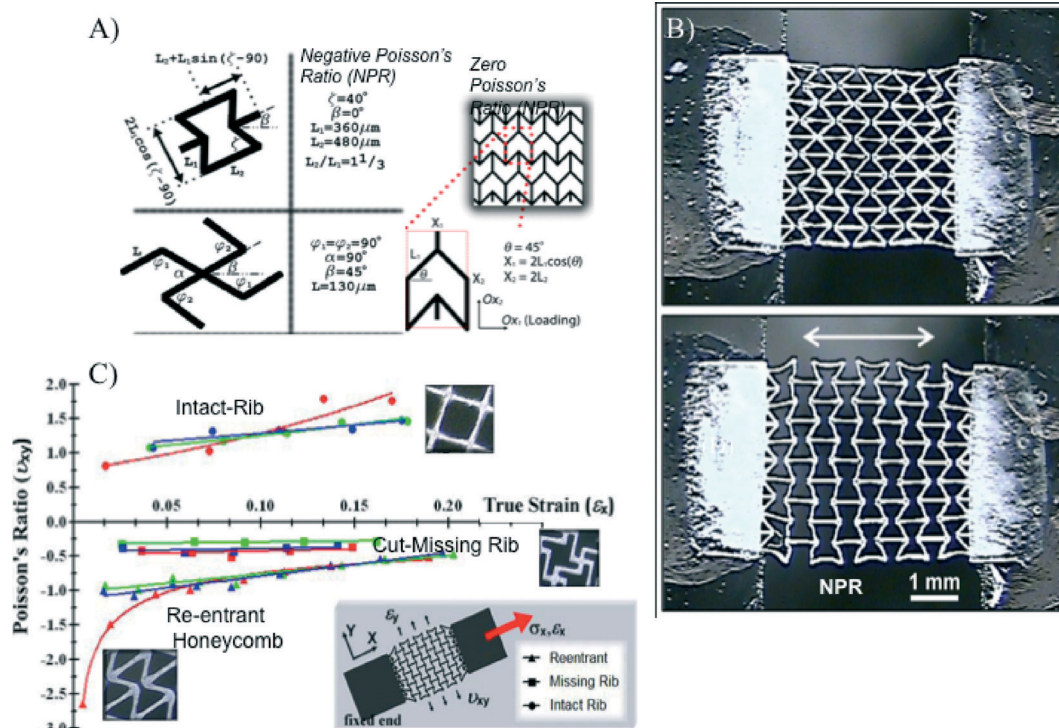 A)
L₂+L₁sin(ζ-90)
2L₁cos(ζ-90)
β
L₁
ζ
L₂
Negative Poisson's
Ratio (NPR)
ζ=40°
β=0°
L₁=360μm
L₂=480μm
L₂/L₁=1¹/₃
Zero
Poisson's
Ratio (NPR)
L
φ₁
α
φ₂
β
φ₂
φ₁
φ₁=φ₂=90°
α=90°
β=45°
L=130μm
X₁
L₁
θ
X₂
θ = 45°
X₁ = 2L₁cos(θ)
X₂ = 2L₂
Ox₂
Ox₁ (Loading)
B)
NPR
1 mm
C)
Poisson's Ratio (υxy)
2.0
1.5
1.0
0.5
0.0
-0.5
-1.0
-1.5
-2.0
-2.5
-3.0
Intact-Rib
0.05
0.10
0.15
0.20
True Strain (εx)
Cut-Missing Rib
Re-entrant
Honeycomb
Y
X
εy
σx,εx
υxy
fixed end
Reentrant
Missing Rib
Intact Rib